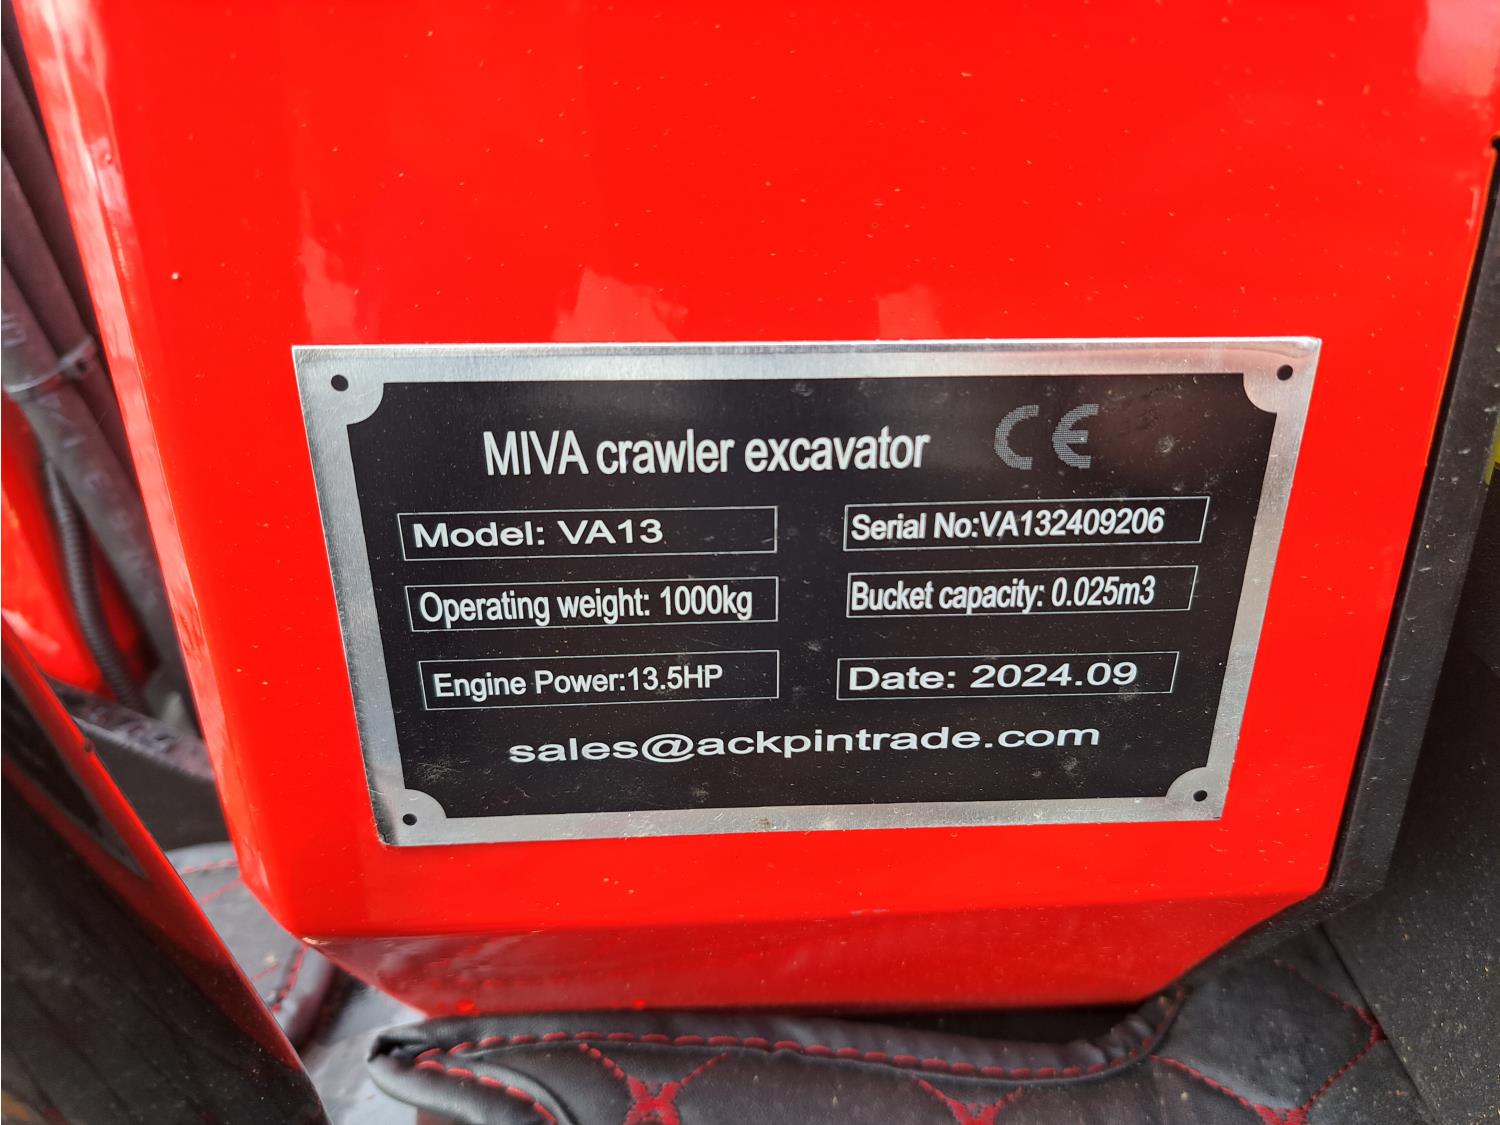 MIVA crawler excavator CE
Model: VA13
Serial No:VA132409206
Operating weight: 1000kg
Bucket capacity: 0.025m3
Engine Power:13.5HP
Date: 2024.09
sales@ackpintrade.com